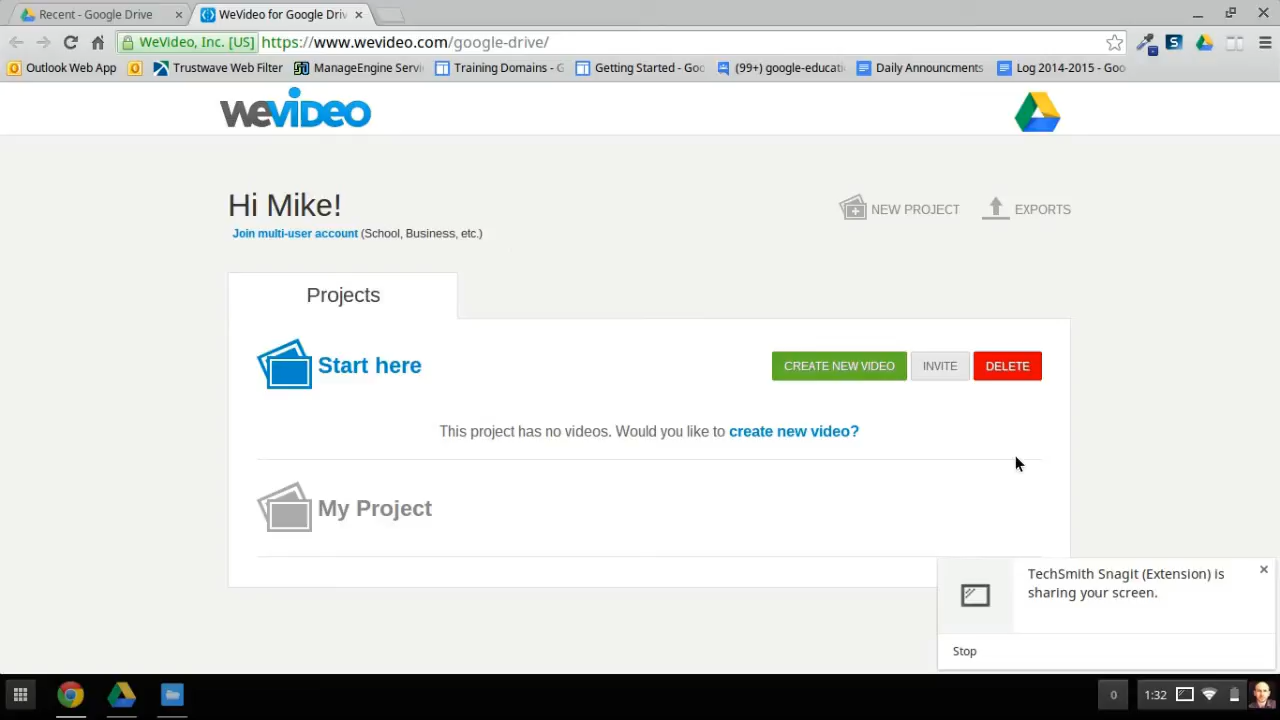 Recent - Google Drive
WeVideo for Google Driv
WeVideo, Inc. [US] https://www.wevideo.com/google-drive/
Outlook Web App Trustwave Web Filter ManageEngine Servi Training Domains - G Getting Started - Goo (99+) google-educati Daily Announcments Log 2014-2015 - Goo
wevideo
Hi Mike!
NEW PROJECT EXPORTS
Join multi-user account (School, Business, etc.)
Projects
Start here
CREATE NEW VIDEO INVITE DELETE
This project has no videos. Would you like to create new video?
My Project
TechSmith Snagit (Extension) is
sharing your screen.
Stop
0 1:32